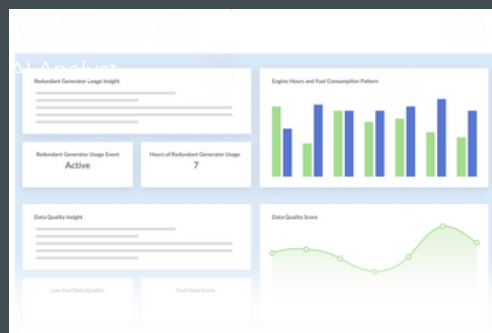 AI Analyst
Redundant Generator Usage Insight
Engine Hours and Fuel Consumption Pattern
Redundant Generator Usage Event
Active
Hours of Redundant Generator Usage
7
Data Quality Insight
Data Quality Score
Low Fuel Data Quality
Fuel Data Score